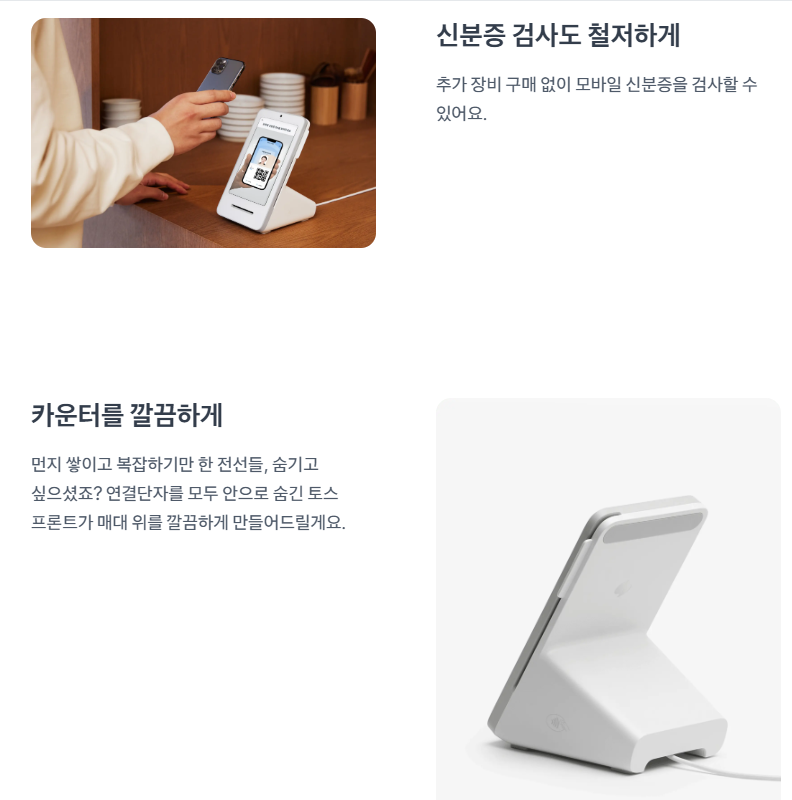 신분증 검사도 철저하게
추가 장비 구매 없이 모바일 신분증을 검사할 수
있어요.
카운터를 깔끔하게
먼지 쌓이고 복잡하기만 한 전선들, 숨기고
싶으셨죠? 연결단자를 모두 안으로 숨긴 토스
프론트가 매대 위를 깔끔하게 만들어드릴게요.